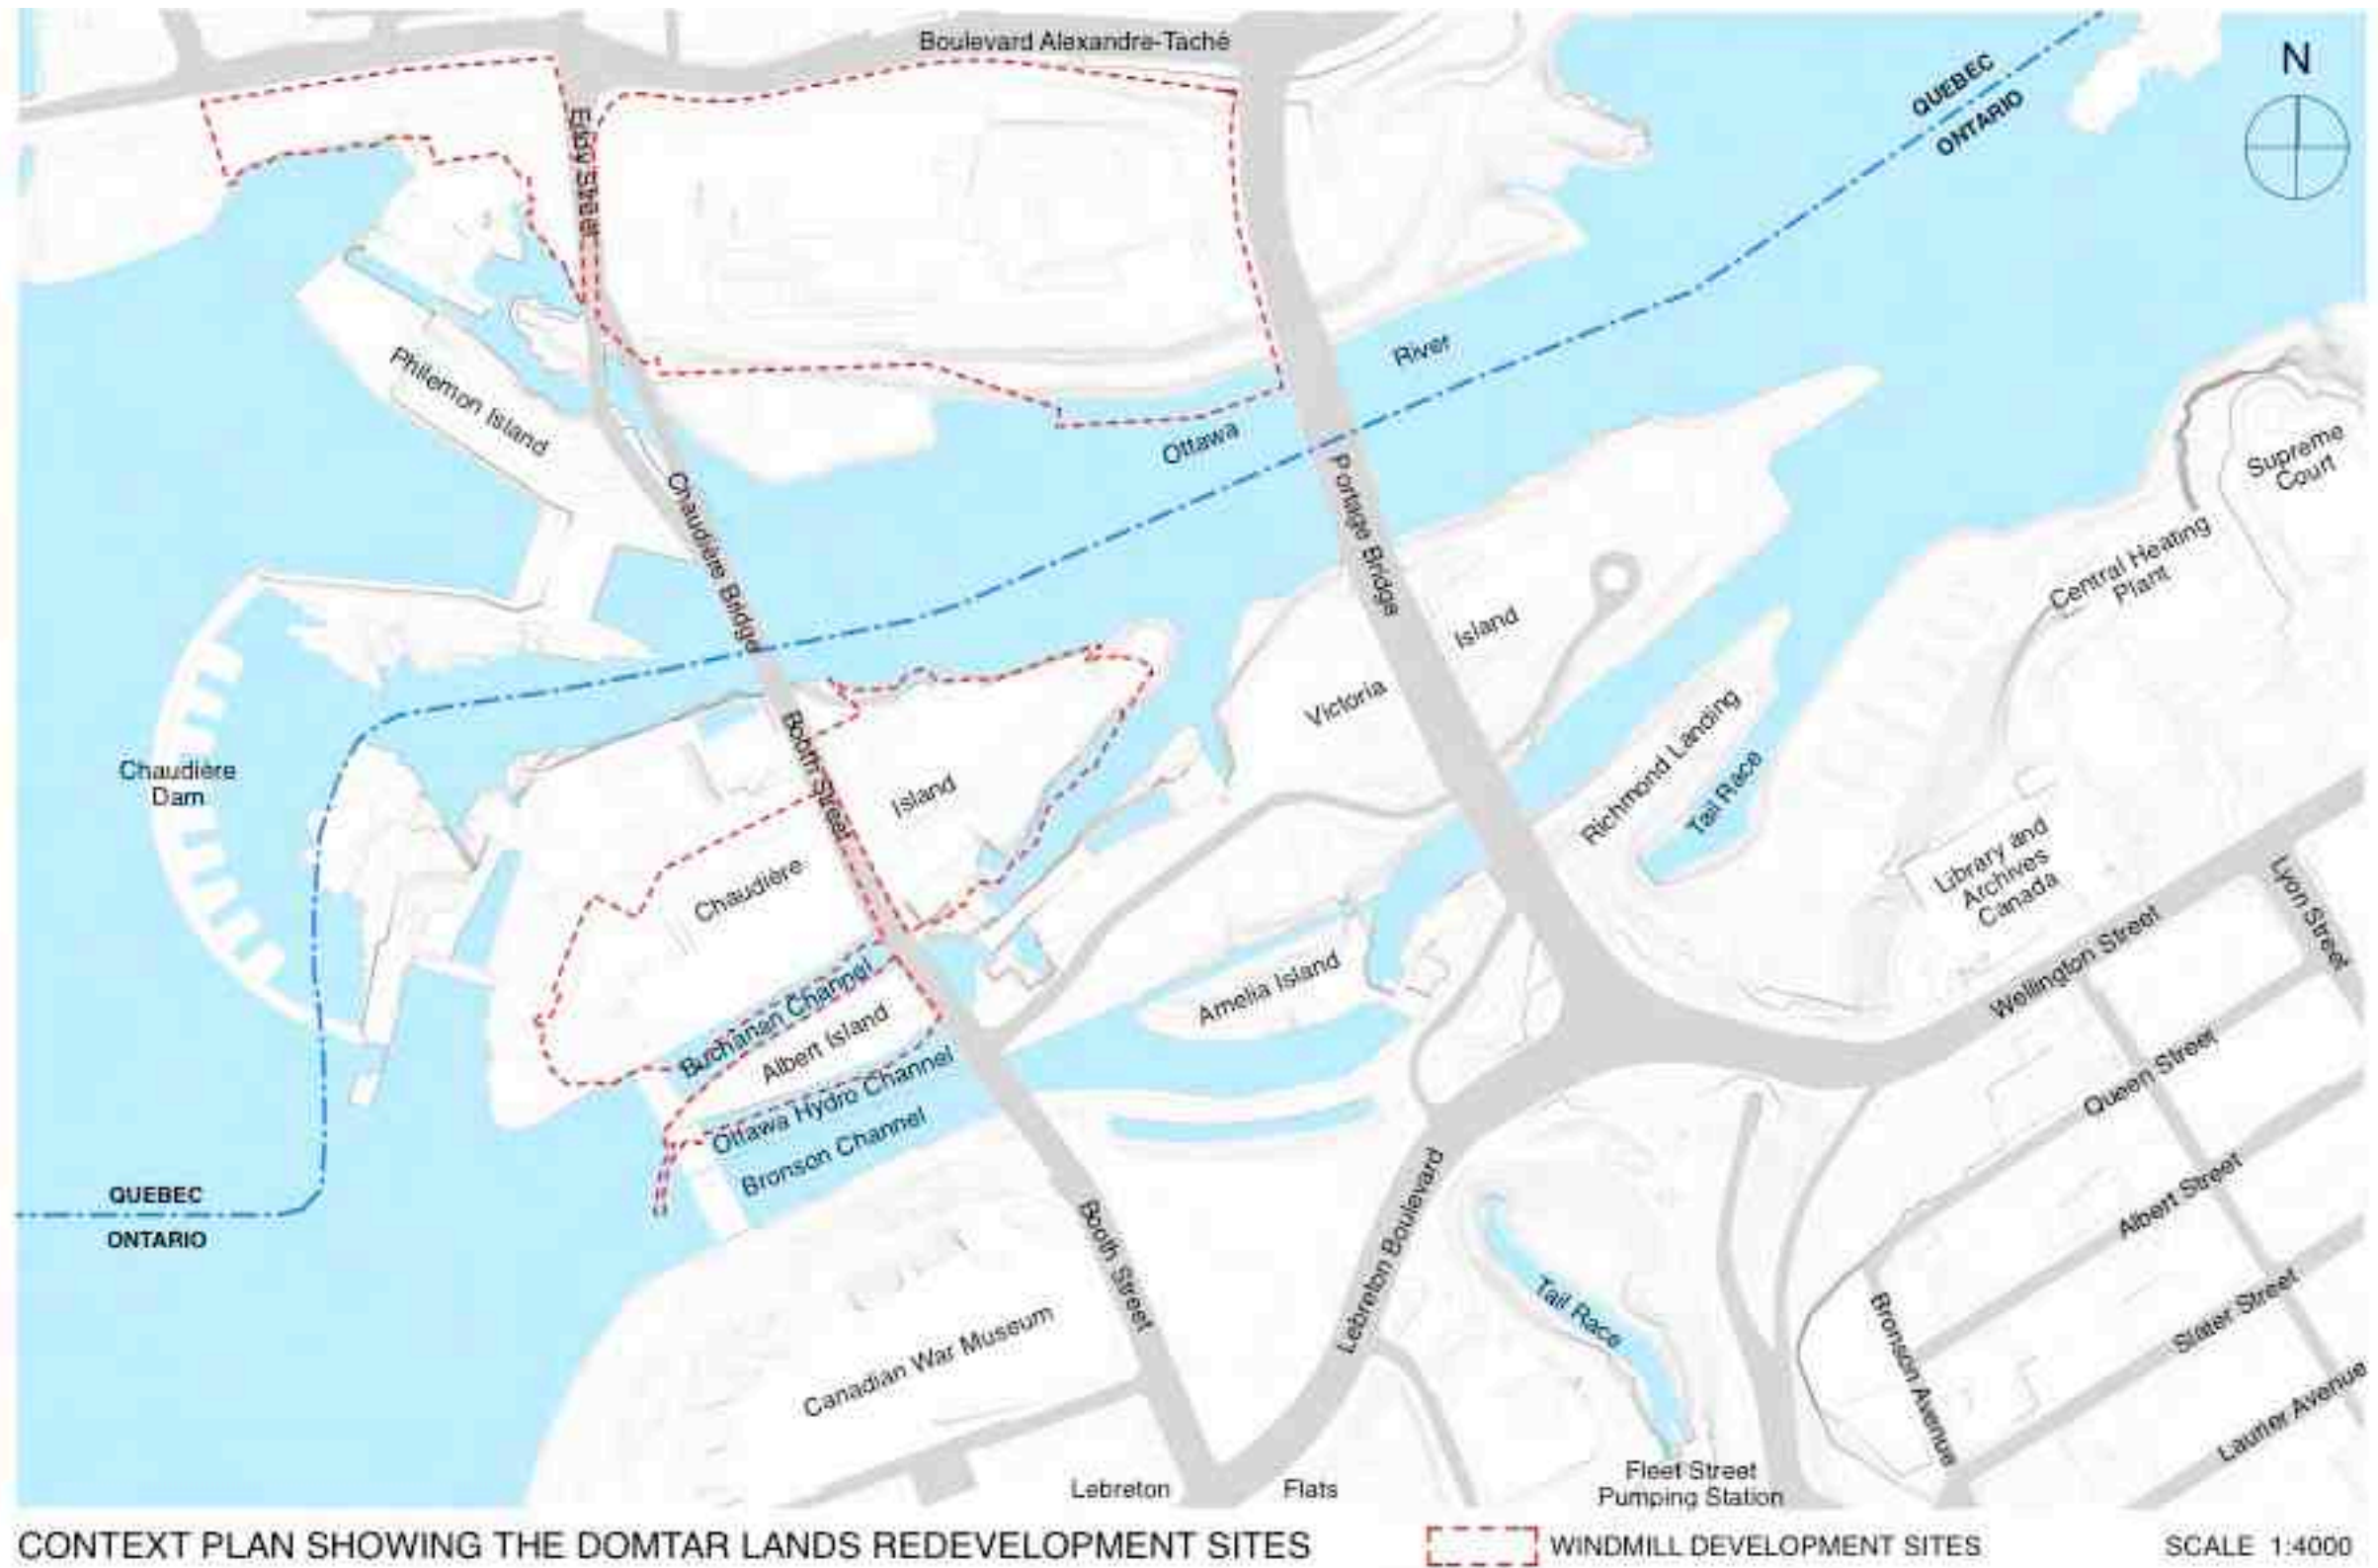 Boulevard Alexandre-Taché
QUEBEC
ONTARIO
N
Eddy Street
River
Ottawa
Philemon Island
Chaudière Bridge
Portage Bridge
Supreme
Court
Central Heating
Plant
Island
Victoria
Richmond Landing
Tail Race
Chaudière
Dam
Booth Street
Island
Chaudière
Library and
Archives
Canada
Lyon Street
Wellington Street
Buchanan Channel
Albert Island
Amelia Island
Ottawa Hydro Channel
Bronson Channel
Queen Street
QUEBEC
ONTARIO
Booth Street
Lebreton Boulevard
Albert Street
Tail Race
Slater Street
Canadian War Museum
Bronson Avenue
Laurier Avenue
Lebreton
Flats
Fleet Street
Pumping Station
CONTEXT PLAN SHOWING THE DOMTAR LANDS REDEVELOPMENT SITES
WINDMILL DEVELOPMENT SITES
SCALE 1:4000